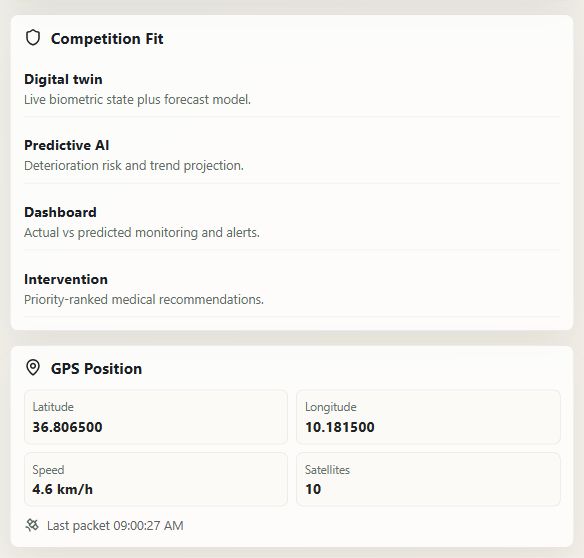 Competition Fit
Digital twin
Live biometric state plus forecast model.
Predictive AI
Deterioration risk and trend projection.
Dashboard
Actual vs predicted monitoring and alerts.
Intervention
Priority-ranked medical recommendations.
GPS Position
Latitude
36.806500
Longitude
10.181500
Speed
4.6 km/h
Satellites
10
Last packet 09:00:27 AM